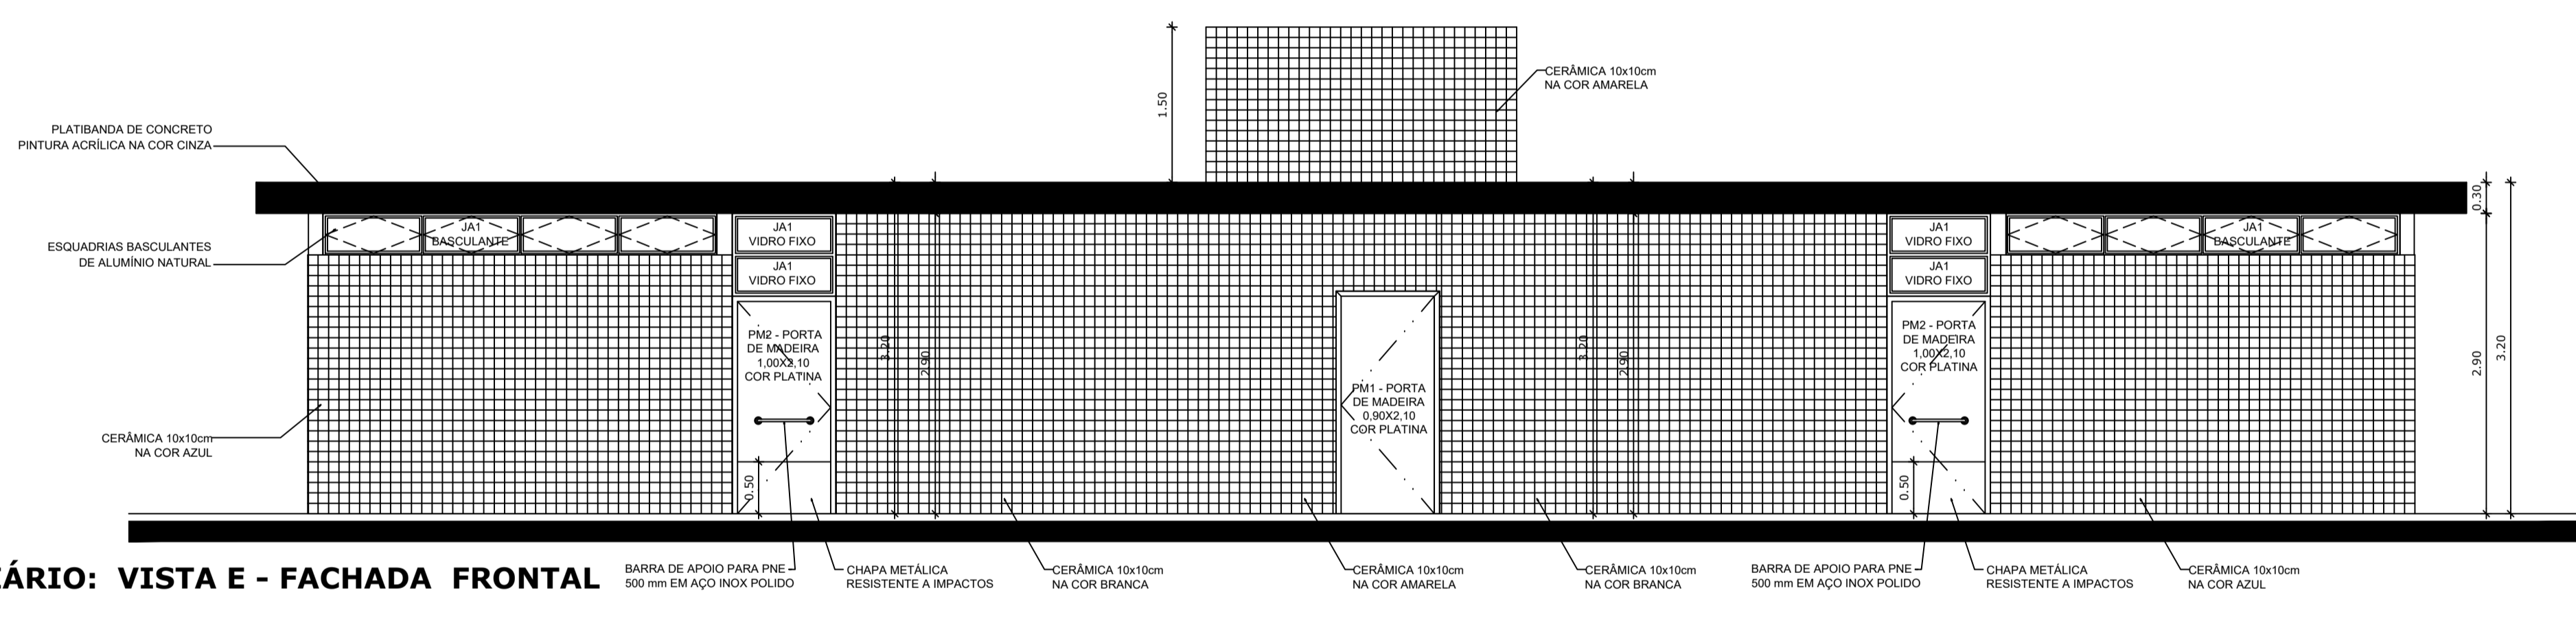 1.50
CERÂMICA 10x10cm
NA COR AMARELA
PLATIBANDA DE CONCRETO
PINTURA ACRÍLICA NA COR CINZA
0.30
ESQUADRIAS BASCULANTES
DE ALUMÍNIO NATURAL
JA1
BASCULANTE
JA1
VIDRO FIXO
JA1
VIDRO FIXO
JA1
VIDRO FIXO
JA1
VIDRO FIXO
JA1
BASCULANTE
PM2 - PORTA
DE MADEIRA
1,00X2,10
COR PLATINA
3.20
2.90
PM1 - PORTA
DE MADEIRA
0,90X2,10
COR PLATINA
3.20
2.90
PM2 - PORTA
DE MADEIRA
1,00X2,10
COR PLATINA
2.90
3.20
CERÂMICA 10x10cm
NA COR AZUL
0.50
0.50
ÁRIO: VISTA E - FACHADA FRONTAL
BARRA DE APOIO PARA PNE
500 mm EM AÇO INOX POLIDO
CHAPA METÁLICA
RESISTENTE A IMPACTOS
CERÂMICA 10x10cm
NA COR BRANCA
CERÂMICA 10x10cm
NA COR AMARELA
CERÂMICA 10x10cm
NA COR BRANCA
BARRA DE APOIO PARA PNE
500 mm EM AÇO INOX POLIDO
CHAPA METÁLICA
RESISTENTE A IMPACTOS
CERÂMICA 10x10cm
NA COR AZUL